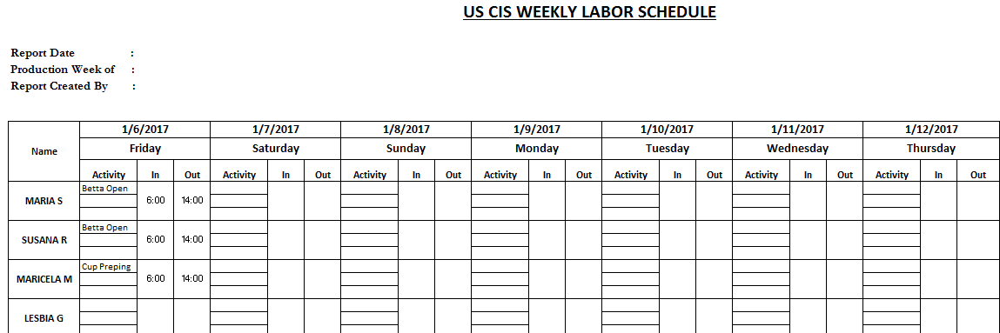 US CIS WEEKLY LABOR SCHEDULE
Report Date :
Production Week of :
Report Created By :
Name 1/6/2017 1/7/2017 1/8/2017 1/9/2017 1/10/2017 1/11/2017 1/12/2017
Friday Saturday Sunday Monday Tuesday Wednesday Thursday
Activity In Out Activity In Out Activity In Out Activity In Out Activity In Out Activity In Out Activity In Out
Betta Open
MARIA S 6:00 14:00
Betta Open
SUSANA R 6:00 14:00
Cup Preping
MARICELA M 6:00 14:00
LESBIA G